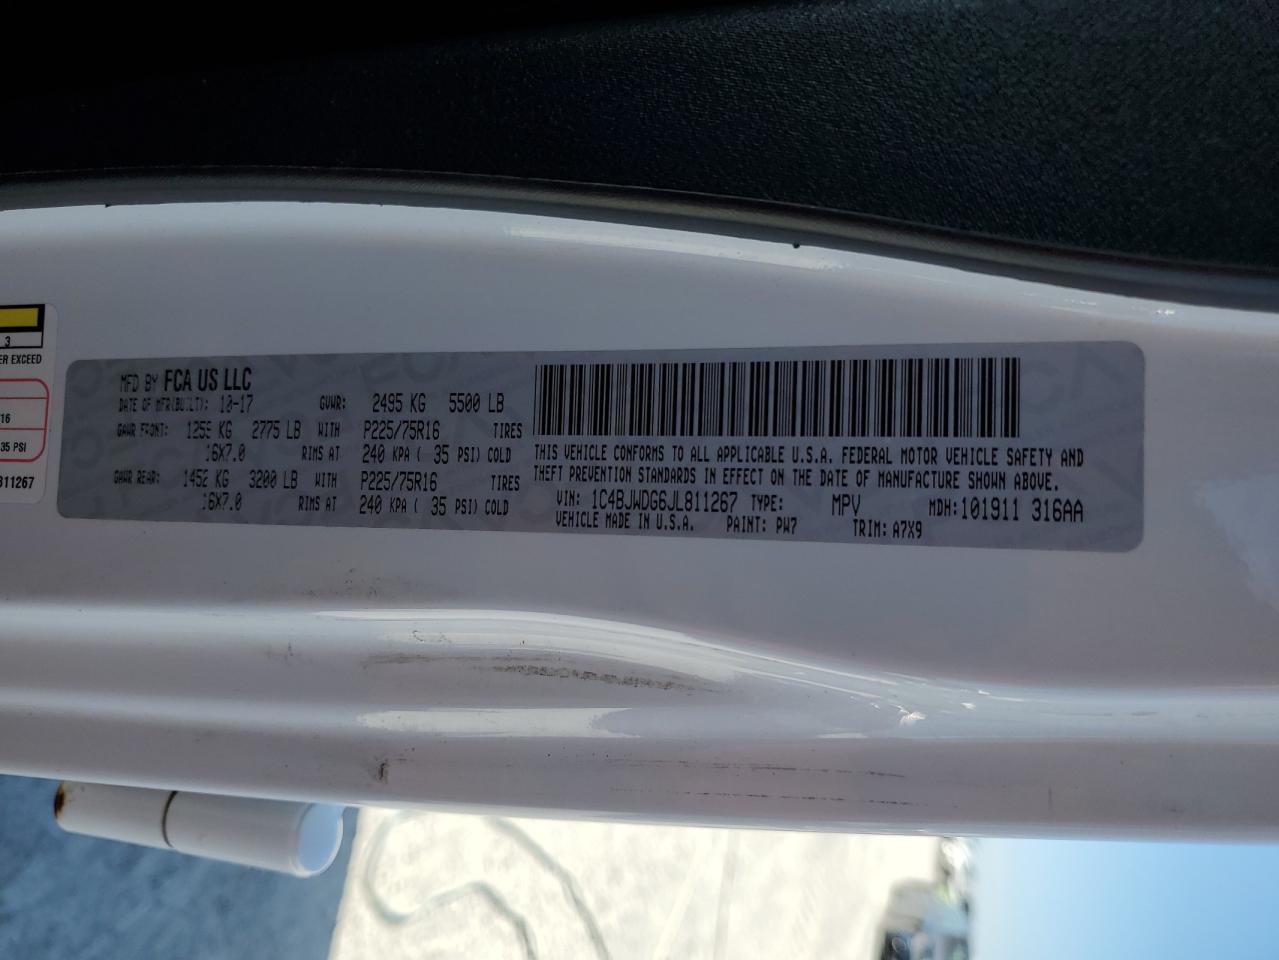 3
ER EXCEED
16
35 PSI
811267
MFD BY FCA US LLC
DATE OF MFR(BUILT): 10-17 GVWR: 2495 KG 5500 LB
GAWR FRONT: 1255 KG 2775 LB WITH P225/75R16 TIRES
16X7.0 RIMS AT 240 KPA ( 35 PSI) COLD
GAWR REAR: 1452 KG 3200 LB WITH P225/75R16 TIRES
16X7.0 RIMS AT 240 KPA ( 35 PSI) COLD
THIS VEHICLE CONFORMS TO ALL APPLICABLE U.S.A. FEDERAL MOTOR VEHICLE SAFETY AND
THEFT PREVENTION STANDARDS IN EFFECT ON THE DATE OF MANUFACTURE SHOWN ABOVE.
VIN: 1C4BJWDG6JL811267 TYPE: MPV MDH:101911 316AA
VEHICLE MADE IN U.S.A. PAINT: PW7 TRIM: A7X9